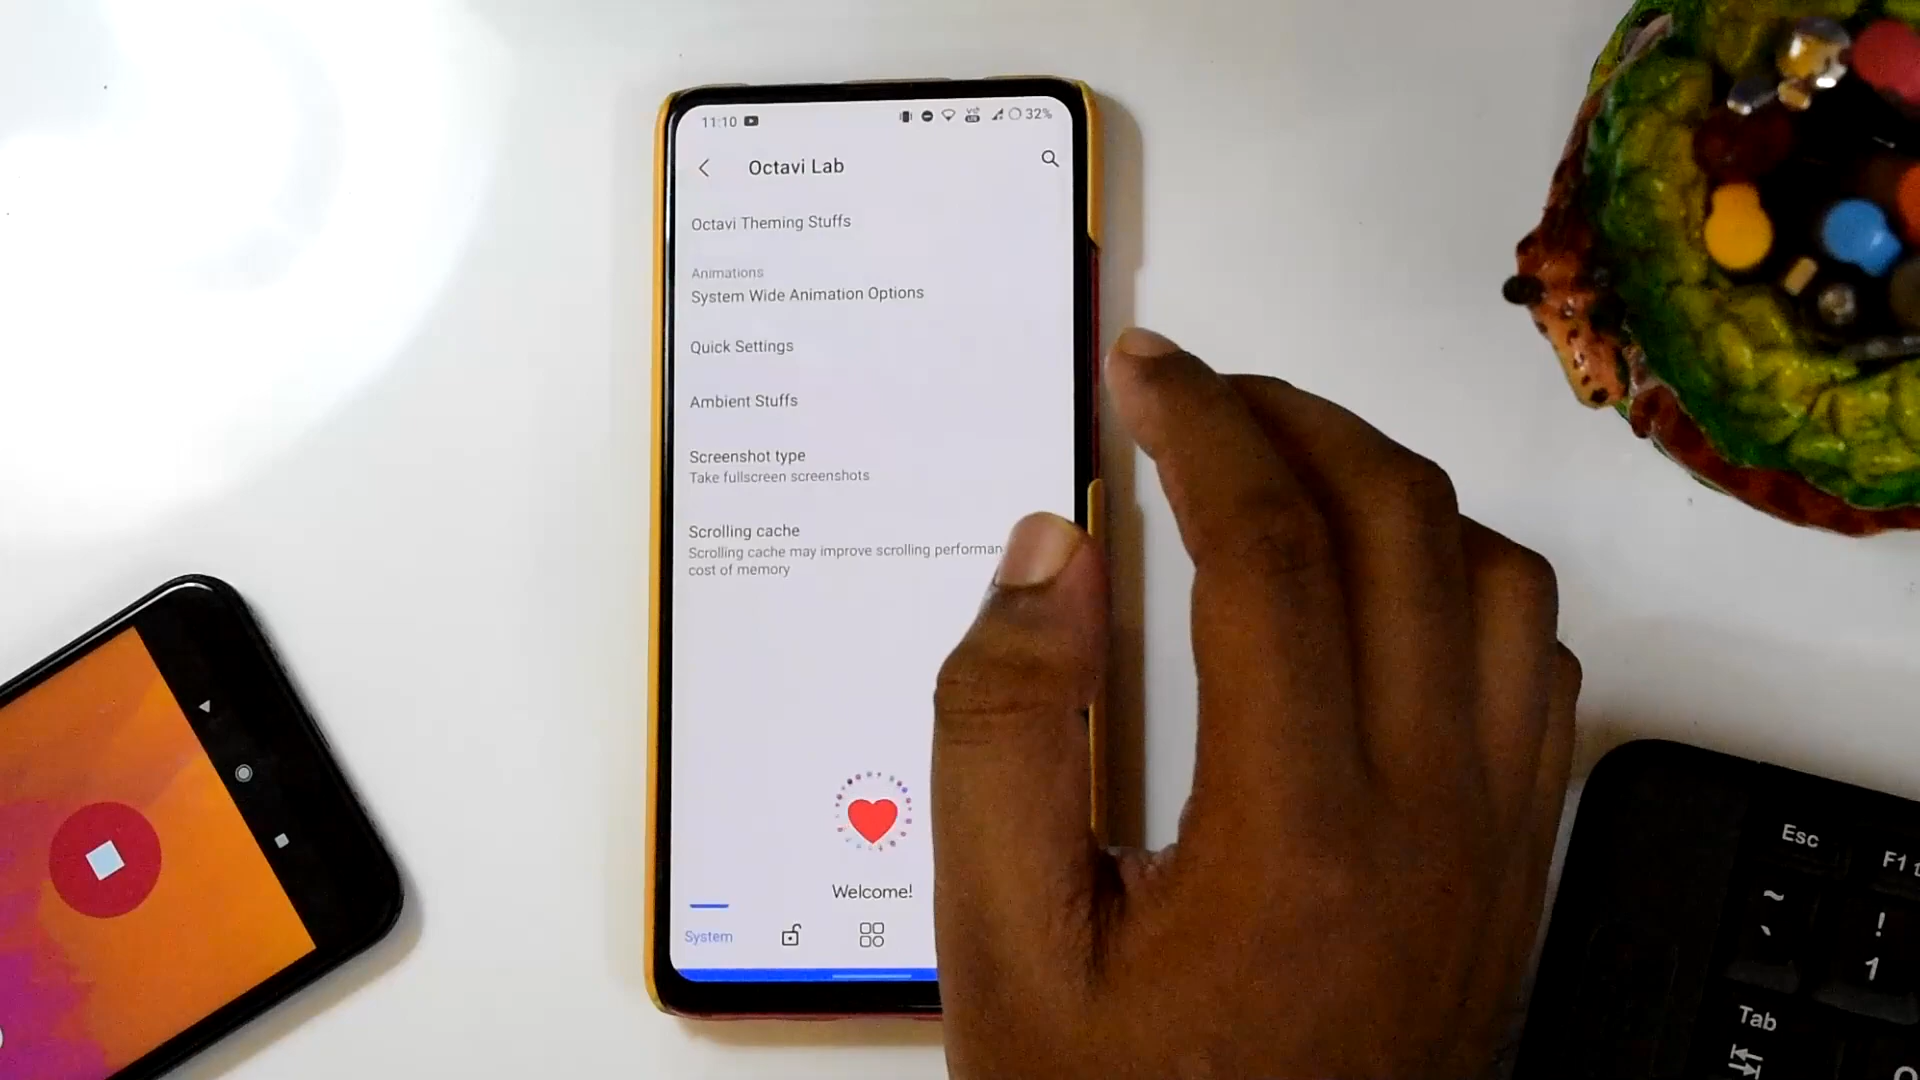 11:10
32%
Octavi Lab
Octavi Theming Stuffs
Animations
System Wide Animation Options
Quick Settings
Ambient Stuffs
Screenshot type
Take fullscreen screenshots
Scrolling cache
Scrolling cache may improve scrolling performan
cost of memory
Welcome!
System
Esc
F1
~
!
`
1
Tab